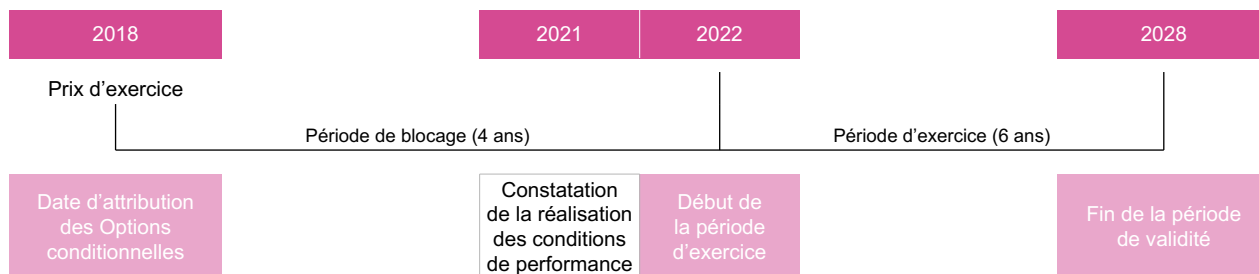 2018
2021
2022
2028
Prix d’exercice
Période de blocage (4 ans)
Période d’exercice (6 ans)
Date d’attribution
des Options
conditionnelles
Constatation
de la réalisation
des conditions
de performance
Début de
la période
d’exercice
Fin de la période
de validité